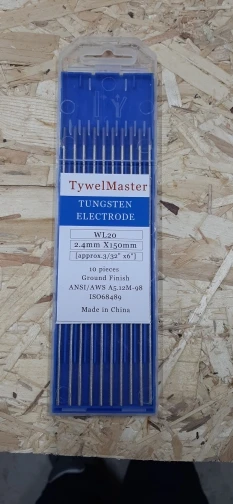 TywelMaster
TUNGSTEN
ELECTRODE
WL20
2.4mm X150mm
[approx.3/32" x6"]
10 pieces
Ground Finish
ANSI/AWS A5.12M-98
ISO68489
Made in China